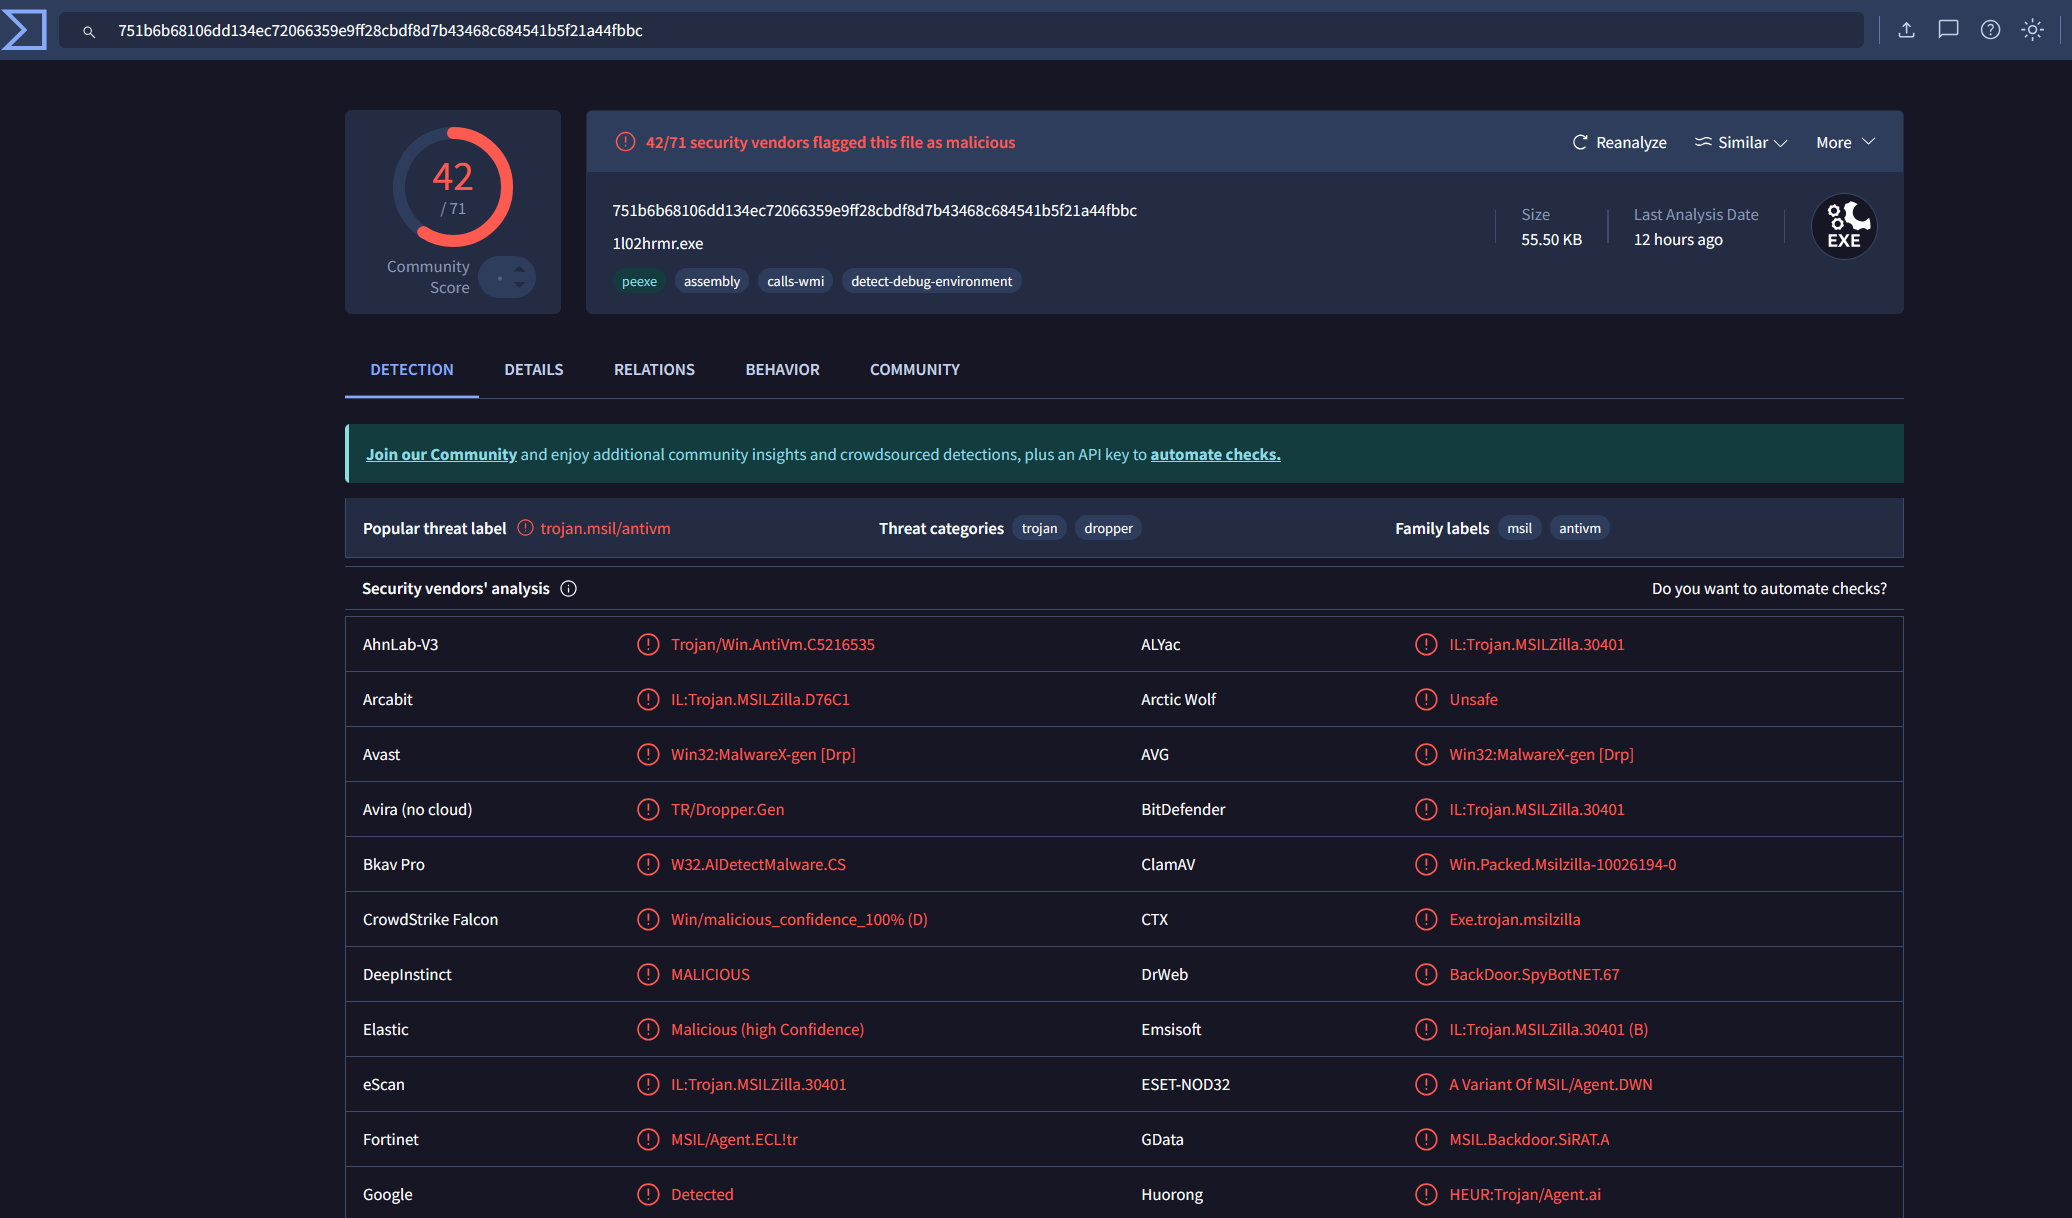 751b6b68106dd134ec72066359e9ff28cbdf8d7b43468c684541b5f21a44fbbc
42
/ 71
Community Score
42/71 security vendors flagged this file as malicious
Reanalyze
Similar
More
751b6b68106dd134ec72066359e9ff28cbdf8d7b43468c684541b5f21a44fbbc
1l02hrmr.exe
peexe assembly calls-wmi detect-debug-environment
Size
55.50 KB
Last Analysis Date
12 hours ago
EXE
DETECTION DETAILS RELATIONS BEHAVIOR COMMUNITY
Join our Community and enjoy additional community insights and crowdsourced detections, plus an API key to automate checks.
Popular threat label trojan.msil/antivm Threat categories trojan dropper Family labels msil antivm
Security vendors' analysis Do you want to automate checks?
AhnLab-V3 Trojan/Win.AntiVm.C5216535 ALYac IL:Trojan.MSILZilla.30401
Arcabit IL:Trojan.MSILZilla.D76C1 Arctic Wolf Unsafe
Avast Win32:MalwareX-gen [Drp] AVG Win32:MalwareX-gen [Drp]
Avira (no cloud) TR/Dropper.Gen BitDefender IL:Trojan.MSILZilla.30401
Bkav Pro W32.AIDetectMalware.CS ClamAV Win.Packed.Msilzilla-10026194-0
CrowdStrike Falcon Win/malicious_confidence_100% (D) CTX Exe.trojan.msilzilla
DeepInstinct MALICIOUS DrWeb BackDoor.SpyBotNET.67
Elastic Malicious (high Confidence) Emsisoft IL:Trojan.MSILZilla.30401 (B)
eScan IL:Trojan.MSILZilla.30401 ESET-NOD32 A Variant Of MSIL/Agent.DWN
Fortinet MSIL/Agent.ECL!tr GData MSIL.Backdoor.SiRAT.A
Google Detected Huorong HEUR:Trojan/Agent.ai